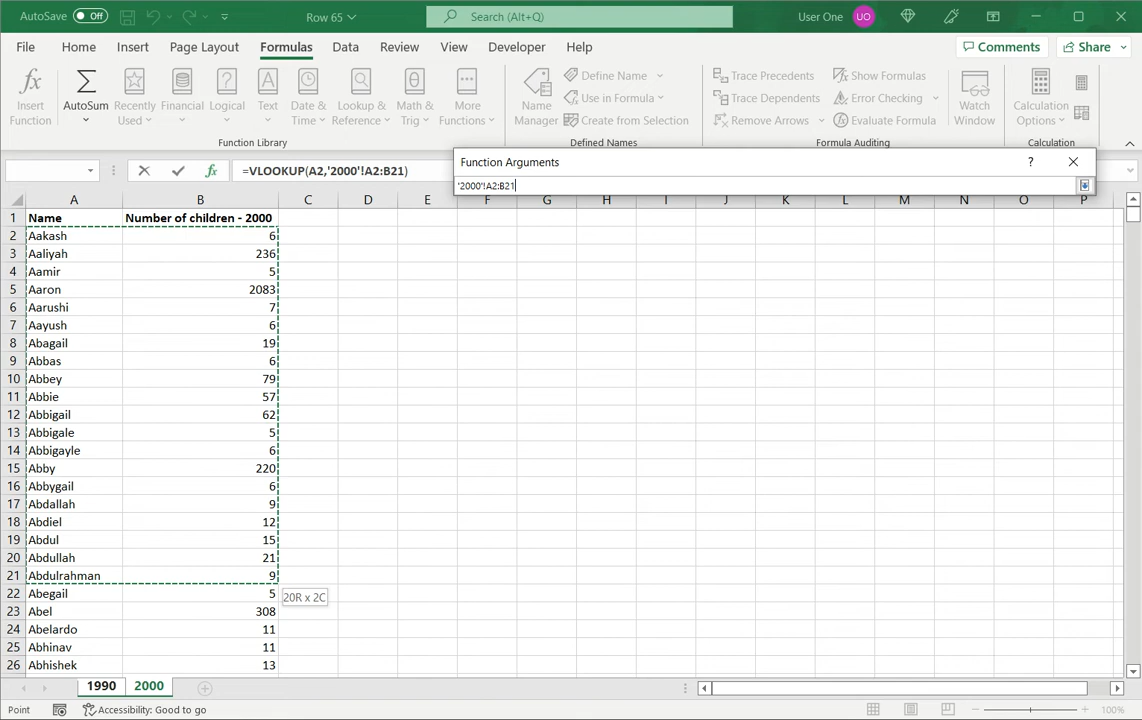 AutoSave Off Row 65 Search (Alt+Q) User One UO
File Home Insert Page Layout Formulas Data Review View Developer Help Comments Share
Insert Function
AutoSum
Recently Used
Financial
Logical
Text
Date & Time
Lookup & Reference
Math & Trig
More Functions
Function Library
Name Manager
Define Name
Use in Formula
Create from Selection
Defined Names
Trace Precedents
Trace Dependents
Remove Arrows
Show Formulas
Error Checking
Evaluate Formula
Formula Auditing
Watch Window
Calculation Options
Calculation
fx =VLOOKUP(A2,'2000'!A2:B21)
Function Arguments ?
'2000'!A2:B21
A B C D E F G H I J K L M N O P
1 Name Number of children - 2000
2 Aakash 6
3 Aaliyah 236
4 Aamir 5
5 Aaron 2083
6 Aarushi 7
7 Aayush 6
8 Abagail 19
9 Abbas 6
10 Abbey 79
11 Abbie 57
12 Abbigail 62
13 Abbigale 5
14 Abbigayle 6
15 Abby 220
16 Abbygail 6
17 Abdallah 9
18 Abdiel 12
19 Abdul 15
20 Abdullah 21
21 Abdulrahman 9
22 Abegail 5
20R x 2C
23 Abel 308
24 Abelardo 11
25 Abhinav 11
26 Abhishek 13
1990 2000
Point Accessibility: Good to go 100%